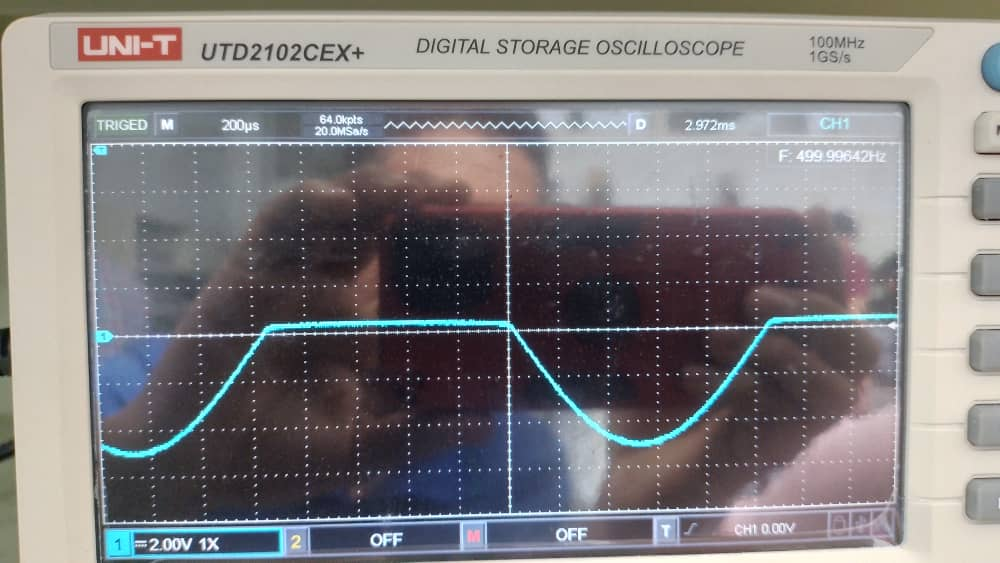 UNI-T UTD2102CEX+ DIGITAL STORAGE OSCILLOSCOPE 100MHz
1GS/s
TRIGED M 200μs 64.0kpts
20.0MSa/s
D 2.972ms CH1
F: 499.99642Hz
1
1 2.00V 1X 2 OFF M OFF T CH1 0.00V